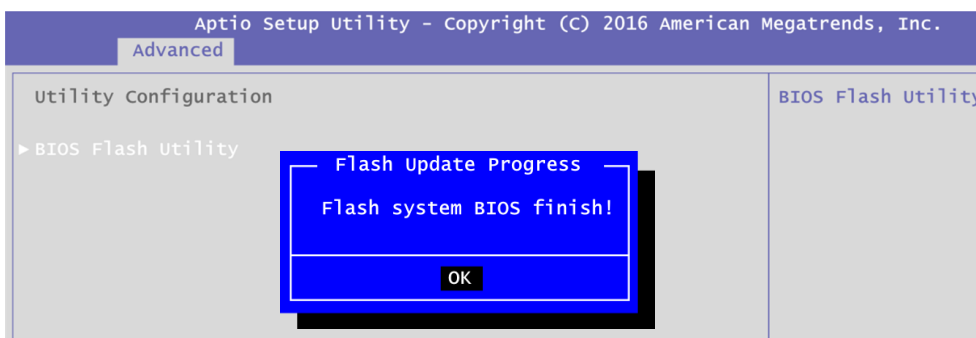 Aptio Setup Utility - Copyright (C) 2016 American Megatrends, Inc.
Advanced
Utility Configuration
BIOS Flash Utility
►BIOS Flash Utility
Flash Update Progress
Flash system BIOS finish!
OK